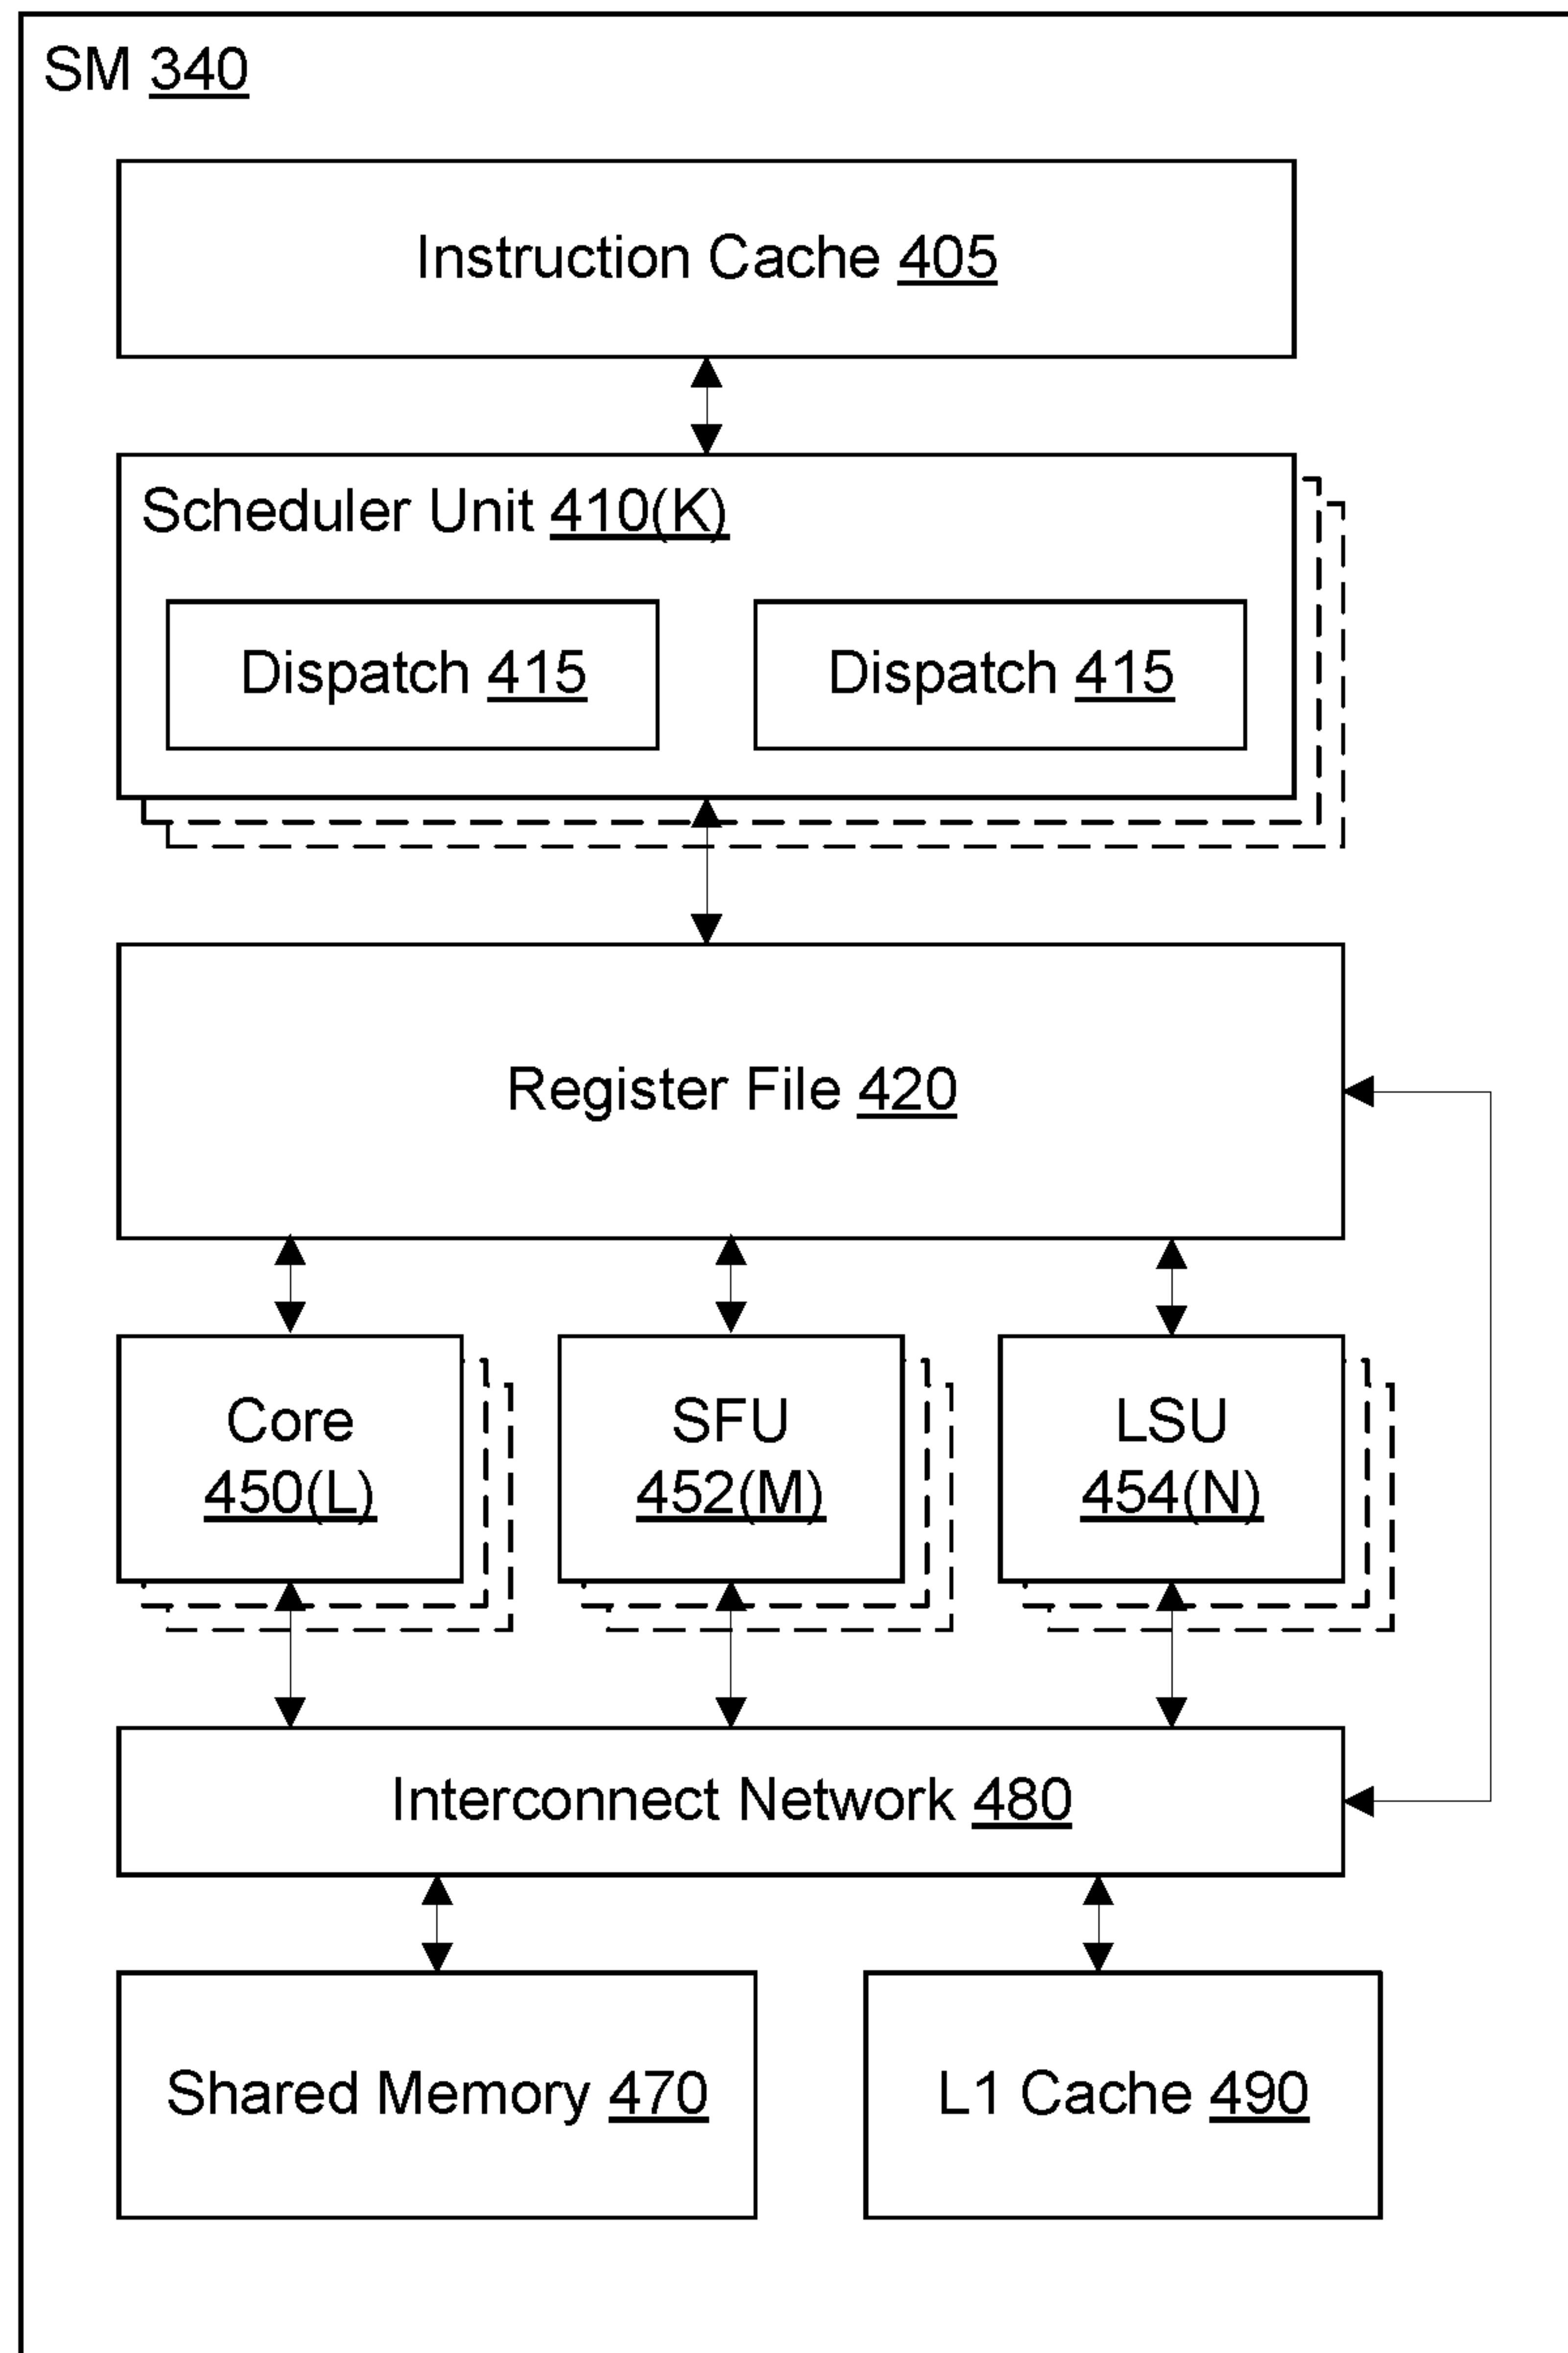 SM 340
Instruction Cache 405
Scheduler Unit 410(K)
Dispatch 415
Dispatch 415
Register File 420
Core
450(L)
SFU
452(M)
LSU
454(N)
Interconnect Network 480
Shared Memory 470
L1 Cache 490